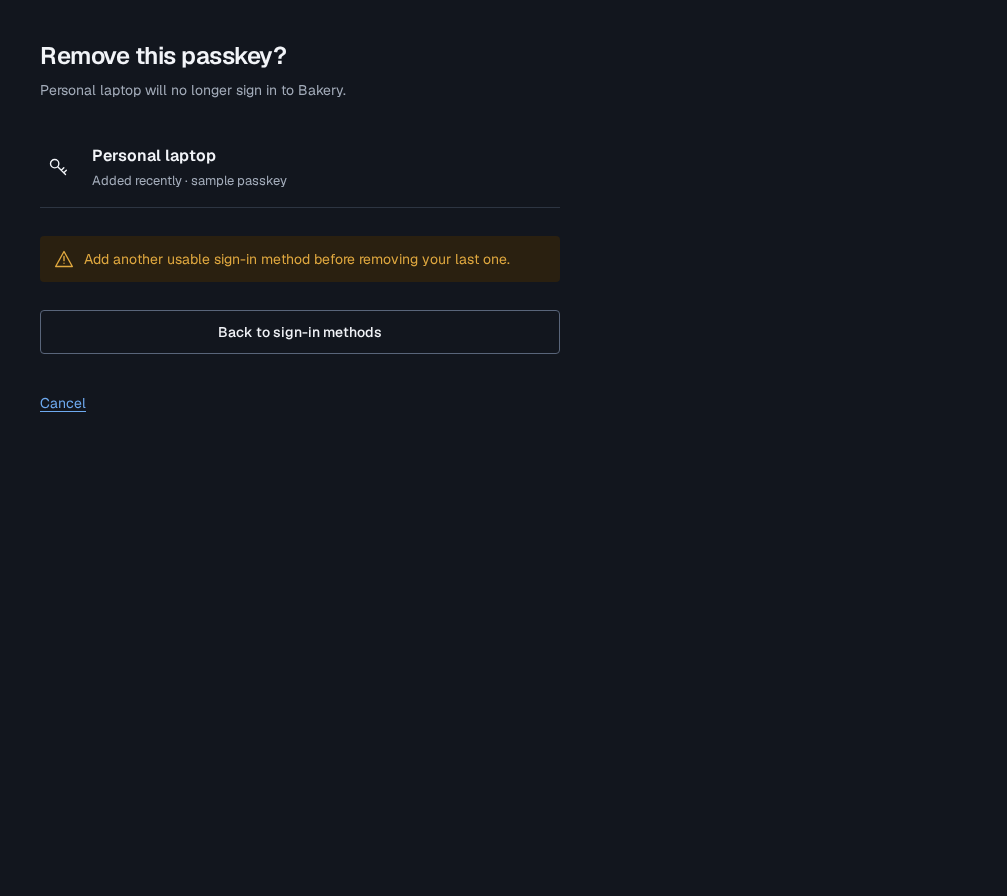 Remove this passkey?
Personal laptop will no longer sign in to Bakery.
Personal laptop
Added recently · sample passkey
Add another usable sign-in method before removing your last one.
Back to sign-in methods
Cancel